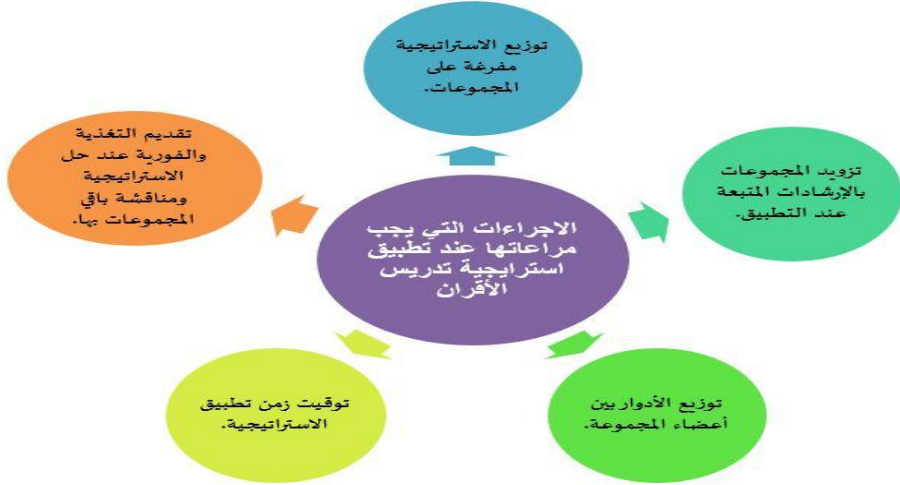 توزيع الاستراتيجية
مفرغة على
المجموعات.
تزويد المجموعات
بالإرشادات المتبعة
عند التطبيق.
توزيع الأدوار بين
أعضاء المجموعة.
توقيت زمن تطبيق
الاستراتيجية.
تقديم التغذية
والفورية عند حل
الاستراتيجية
ومناقشة باقي
المجموعات بها.
الاجراءات التي يجب
مراعاتها عند تطبيق
استرايجية تدريس
الأقران